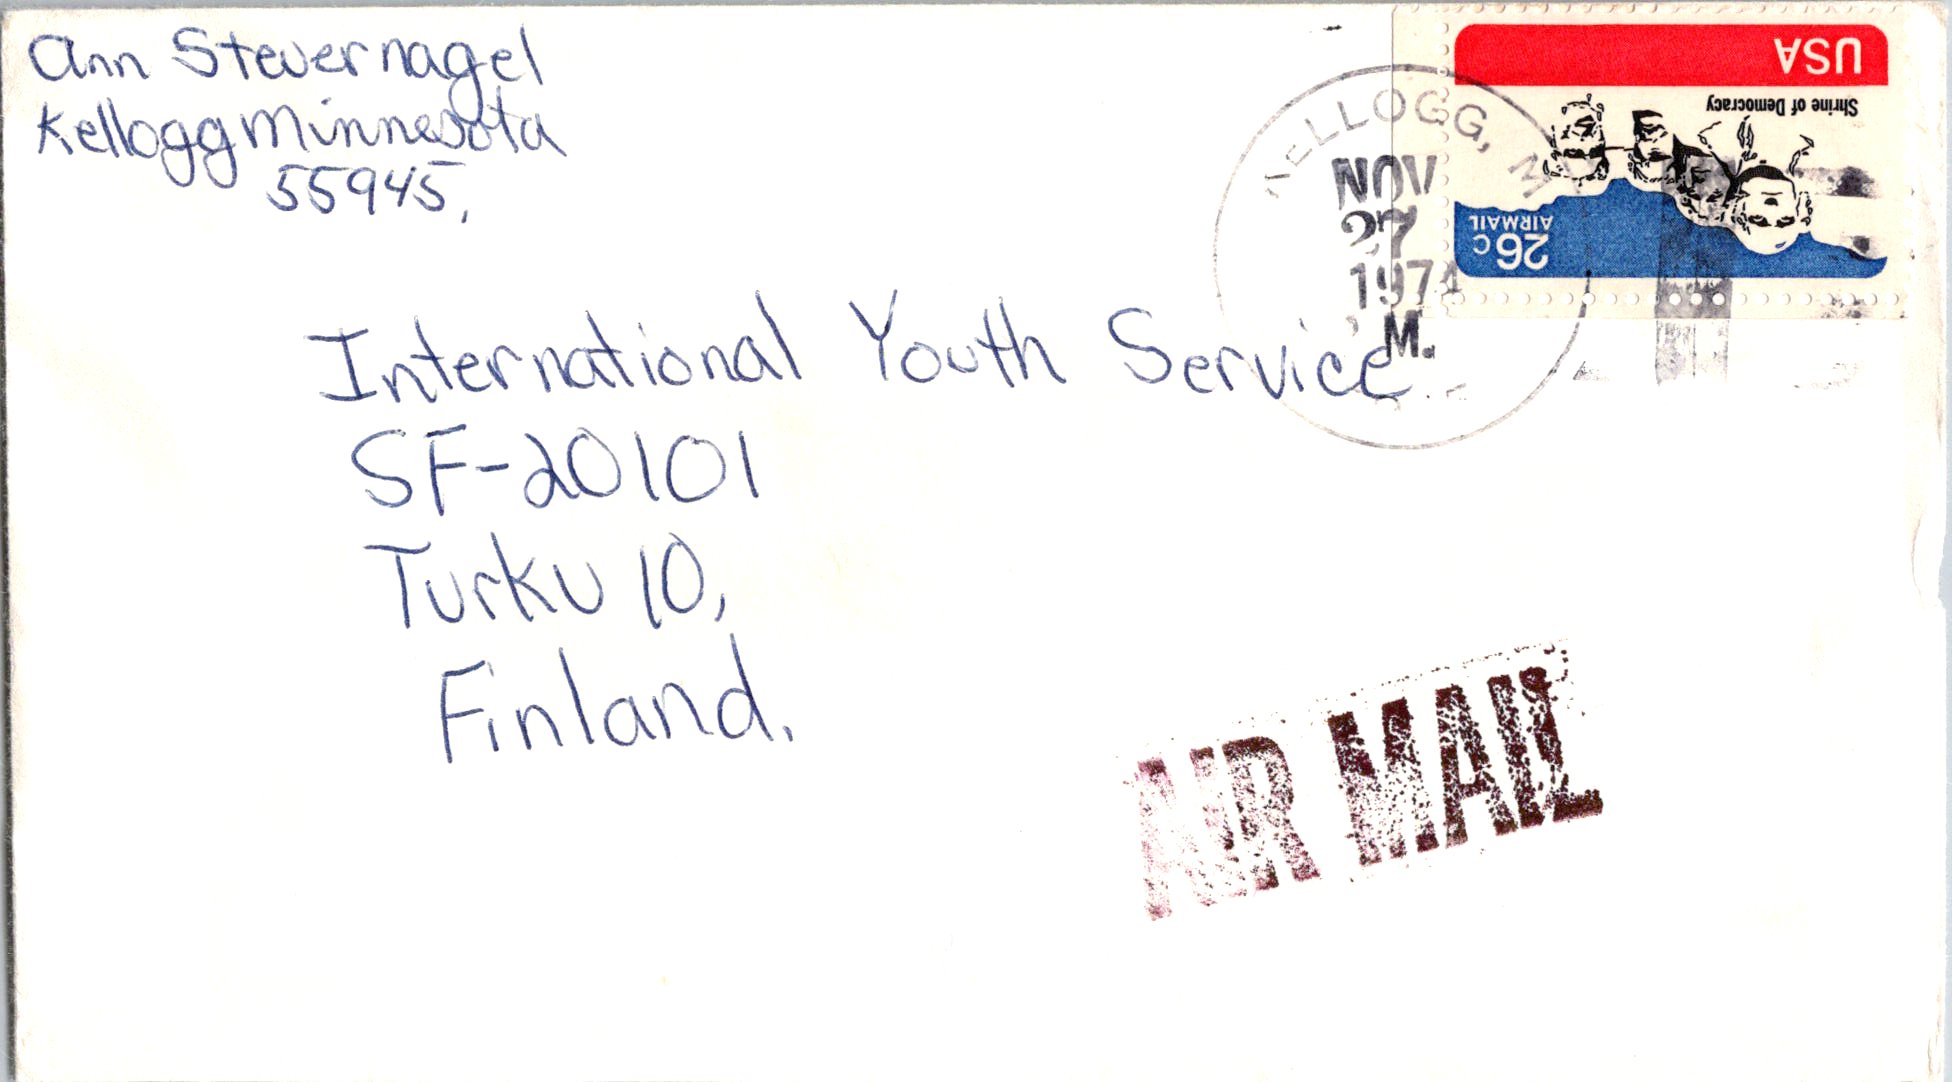 Ann Stevernagel
Kellogg Minnesota
55945.
USA
Shrine of Democracy
26c
AIRMAIL
KELLOGG, M
NOV
27
1974
M.
International Youth Service
SF-20101
Turku 10,
Finland.
AIR MAIL